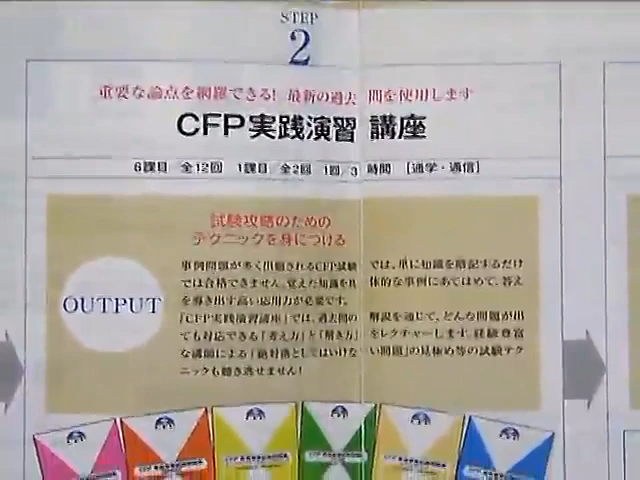 STEP
2
重要な論点を網羅できる! 最新の過去 問を使用します
CFP実践演習 講座
6課目 全12回 1課目 全2回 1回/3 時間 [通学・通信]
試験攻略のための
テクニックを身につける
OUTPUT
事例問題が多く出題されるCFP試験 では、単に知識を暗記するだけ
では合格できません。覚えた知識を具 体的な事例にあてはめて、答え
を導き出す高い応用力が必要です。
「CFP実践演習講座」では、過去問の 解説を通じて、どんな問題が出
ても対応できる「考え方」と「解き方」 をレクチャーします。経験豊富
な講師による「絶対落としてはいけな い問題」の見極め等の試験テク
ニックも聴き逃せません!